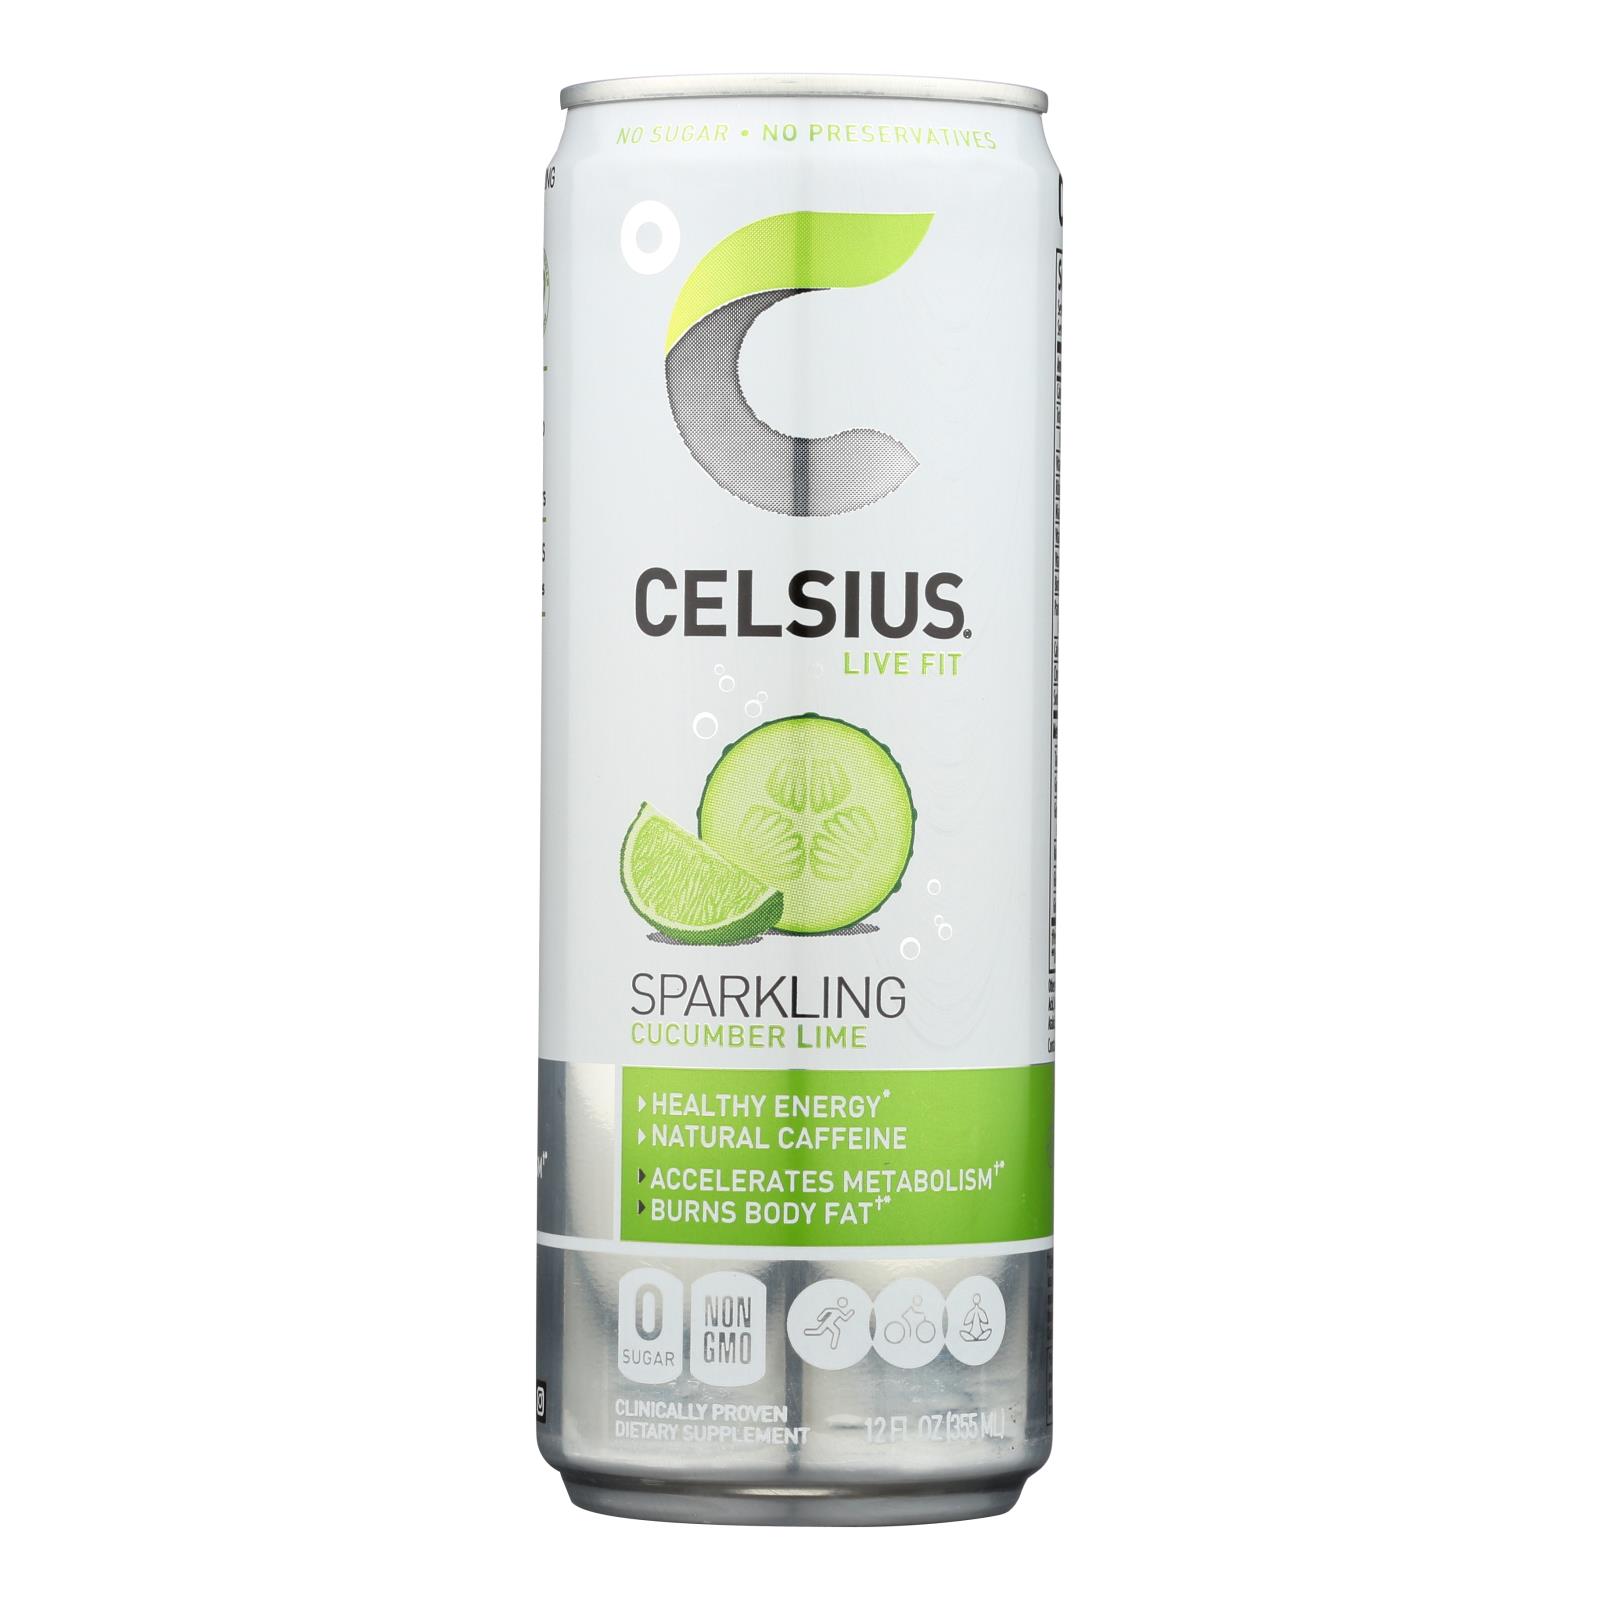 NO SUGAR • NO PRESERVATIVES
CELSIUS®
LIVE FIT
SPARKLING
CUCUMBER LIME
HEALTHY ENERGY*
NATURAL CAFFEINE
ACCELERATES METABOLISM†*
BURNS BODY FAT†*
0
SUGAR
NON
GMO
CLINICALLY PROVEN
DIETARY SUPPLEMENT
12 FL OZ (355 ML)